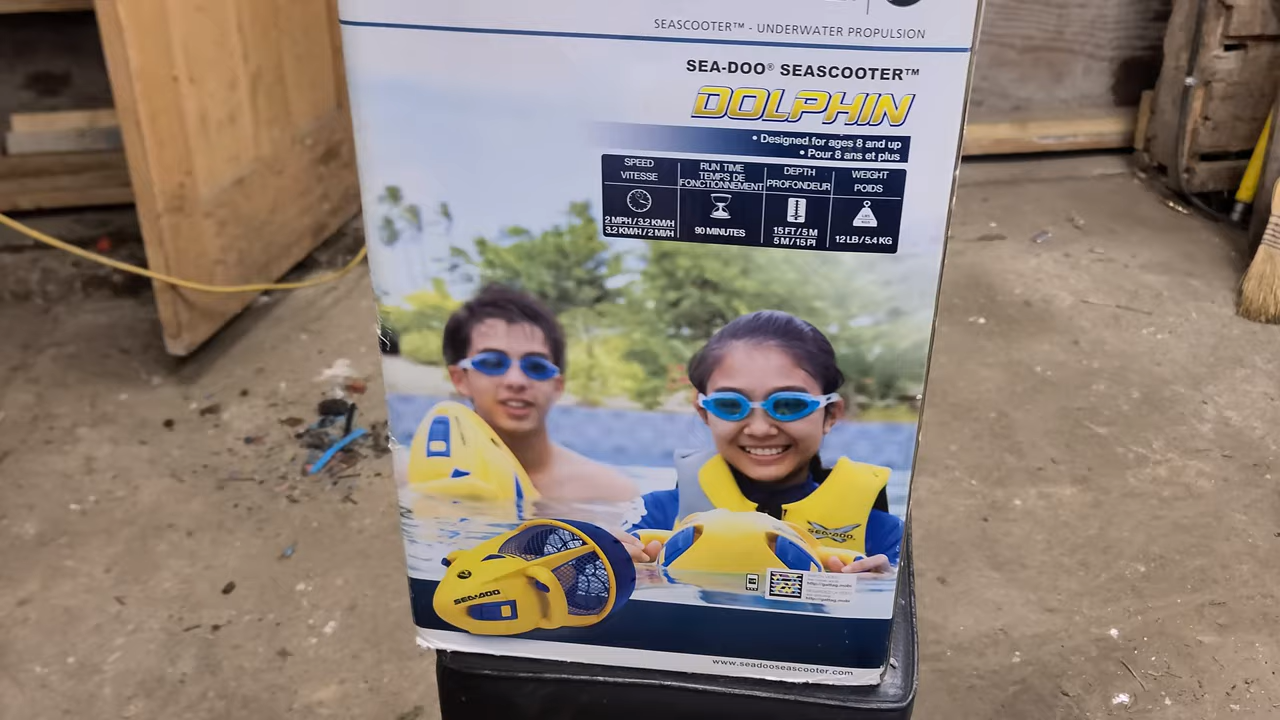 SEASCOOTER™ - UNDERWATER PROPULSION
SEA-DOO® SEASCOOTER™
DOLPHIN
• Designed for ages 8 and up
• Pour 8 ans et plus
SPEED
VITESSE
2 MPH / 3.2 KM/H
3.2 KM/H / 2 MI/H
RUN TIME
TEMPS DE
FONCTIONNEMENT
90 MINUTES
DEPTH
PROFONDEUR
15 FT / 5 M
5 M / 15 PI
WEIGHT
POIDS
12 LB / 5.4 KG
SEA-DOO
SEA-DOO
www.seadooseascooter.com